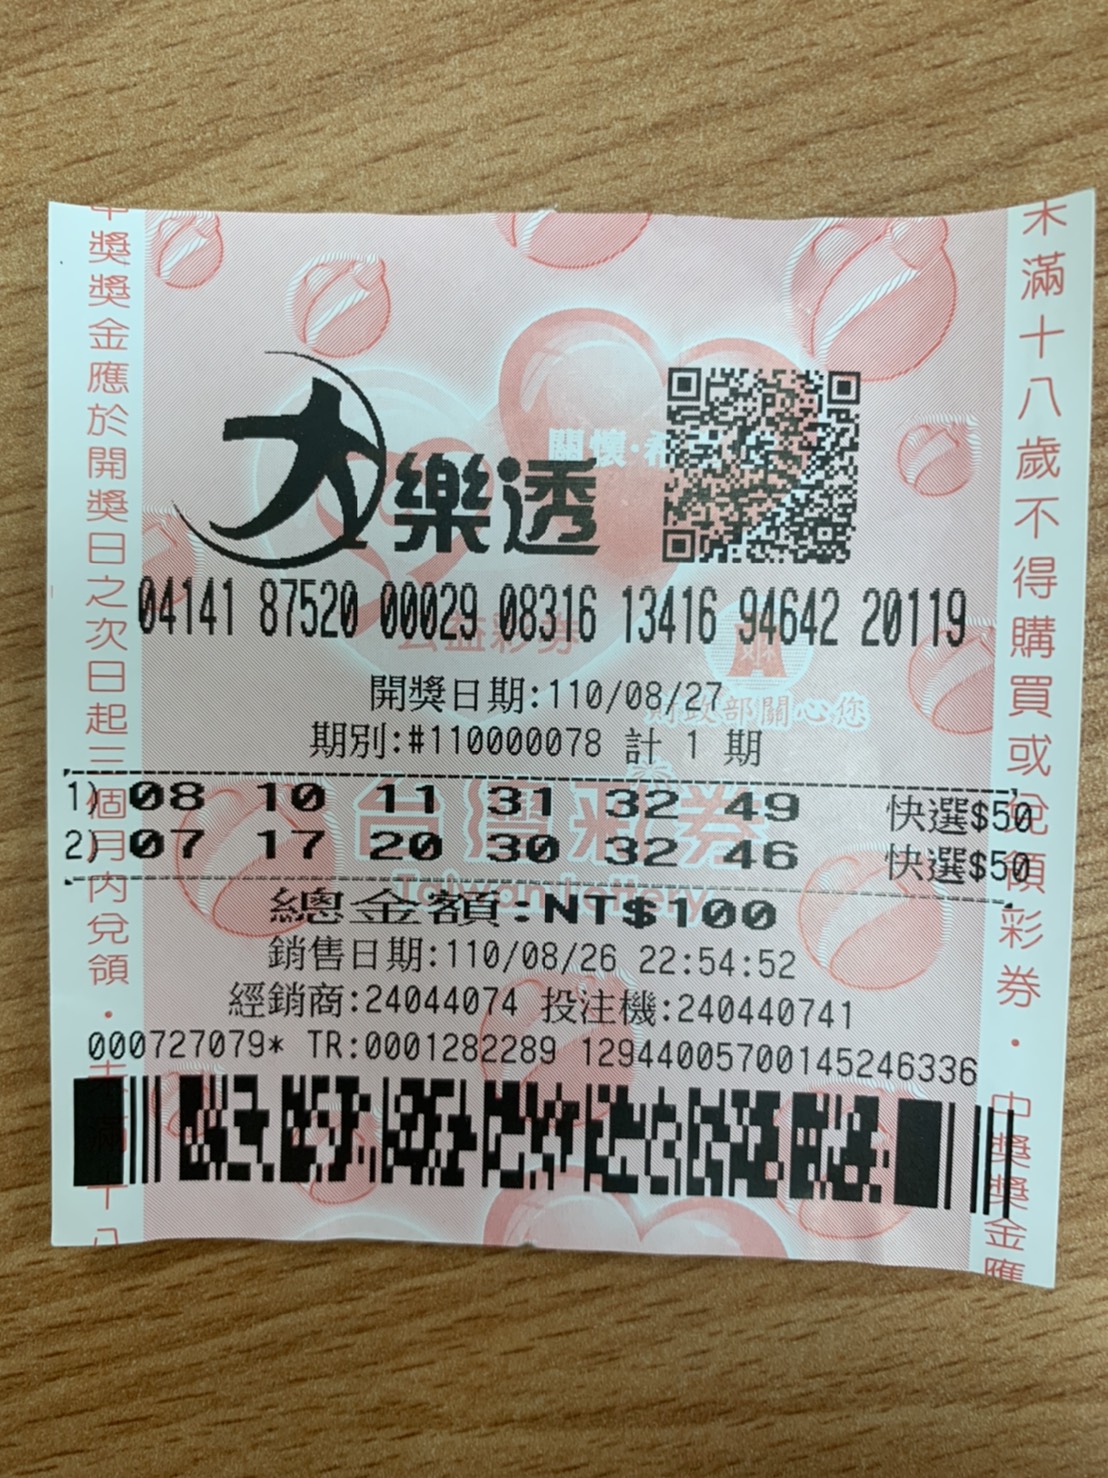 大樂透
關懷·希
04141 87520 00029 08316 13416 94642 20119
公益彩券
開獎日期:110/08/27
財政部關心您
期別:#110000078 計 1 期
1) 08 10 11 31 32 49 快選$50
2) 07 17 20 30 32 46 快選$50
台灣彩券
Taiwan Lottery
總金額:NT$100
銷售日期:110/08/26 22:54:52
經銷商:24044074 投注機:240440741
000727079* TR:0001282289 12944005700145246336
中獎獎金應於開獎日之次日起三個月內兌領·未滿十八
未滿十八歲不得購買或兌領彩券·中獎獎金應